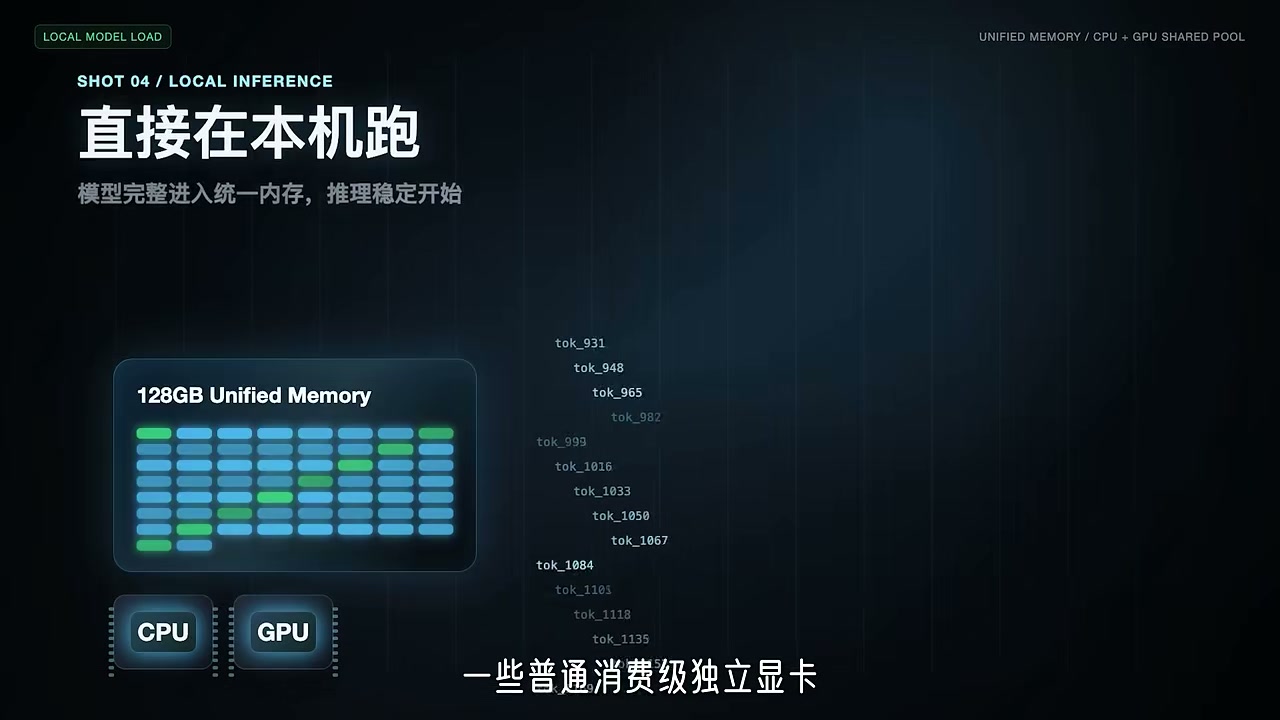 LOCAL MODEL LOAD
UNIFIED MEMORY / CPU + GPU SHARED POOL
SHOT 04 / LOCAL INFERENCE
直接在本机跑
模型完整进入统一内存，推理稳定开始
128GB Unified Memory
CPU
GPU
tok_931
tok_948
tok_965
tok_982
tok_999
tok_1016
tok_1033
tok_1050
tok_1067
tok_1084
tok_1101
tok_1118
tok_1135
一些普通消费级独立显卡